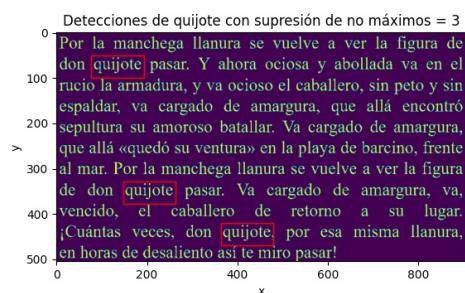 Detecciones de quijote con supresión de no máximos = 3
0
100
200
300
400
500
y
Por la manchega llanura se vuelve a ver la figura de
don quijote pasar. Y ahora ociosa y abollada va en el
rucio la armadura, y va ocioso el caballero, sin peto y sin
espaldar, va cargado de amargura, que allá encontró
sepultura su amoroso batallar. Va cargado de amargura,
que allá «quedó su ventura» en la playa de barcino, frente
al mar. Por la manchega llanura se vuelve a ver la figura
de don quijote pasar. Va cargado de amargura, va,
vencido, el caballero de retorno a su lugar.
¡Cuántas veces, don quijote, por esa misma llanura,
en horas de desaliento así te miro pasar!
0 200 400 600 800
x